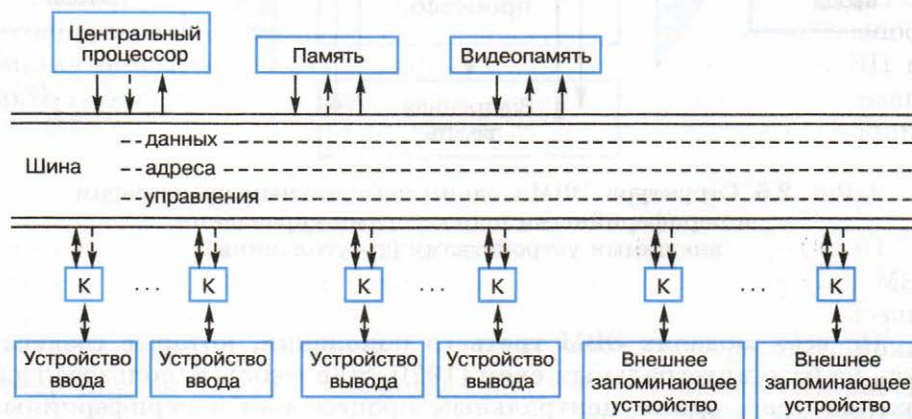 Центральный
процессор
Память
Видеопамять
Шина
данных
адреса
управления
К ... К
К ... К
К ... К
Устройство
ввода
Устройство
ввода
Устройство
вывода
Устройство
вывода
Внешнее
запоминающее
устройство
Внешнее
запоминающее
устройство